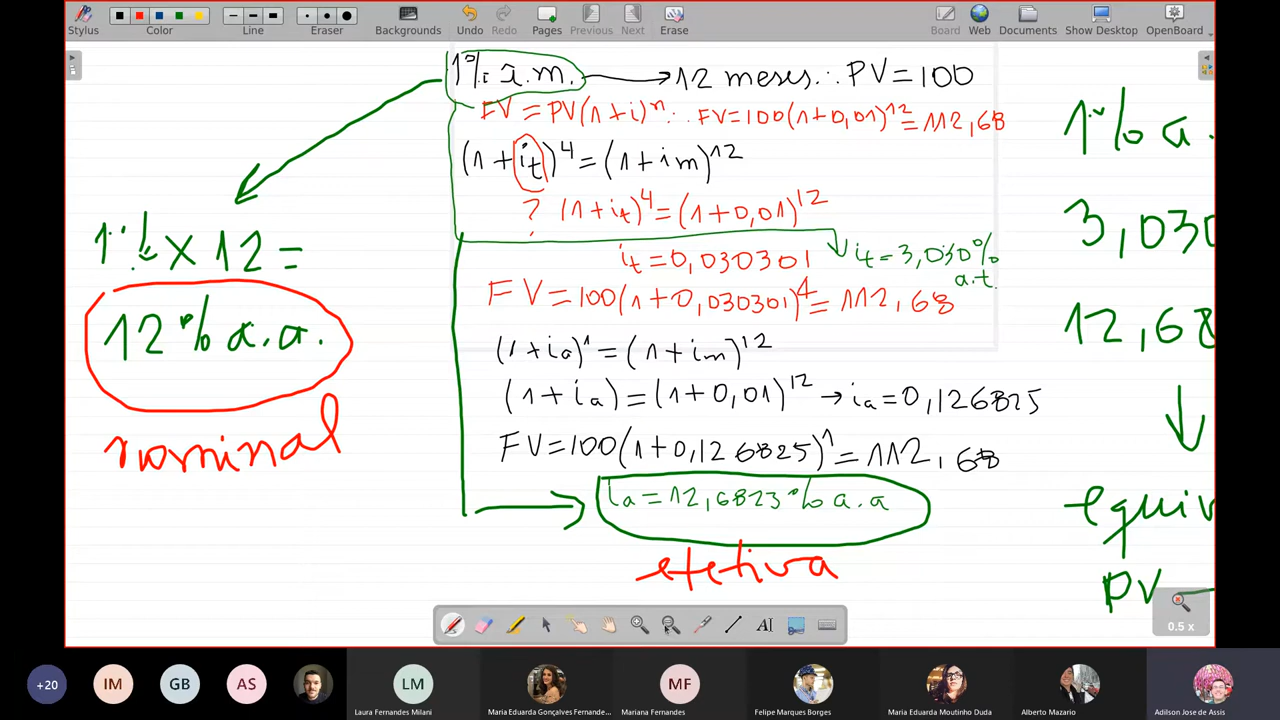 Stylus
Color
Line
Backgrounds
Undo
Redo
Pages
Previous
Next
Erase
Board
Web
Documents
Show Desktop
OpenBoard
1% a.m. → 12 meses ∴ PV = 100
FV = PV(1+i)ⁿ ∴ FV = 100(1+0,01)¹² = 112,68
(1 + it)⁴ = (1 + im)¹²
? (1+it)⁴ = (1+0,01)¹²
it = 0,030301
it = 3,030% a.t.
FV = 100(1+0,030301)⁴ = 112,68
(1+ia)¹ = (1+im)¹²
(1+ia) = (1+0,01)¹² → ia = 0,126825
FV = 100(1+0,126825)¹ = 112,68
ia = 12,6823% a.a
efetiva
1% x 12 =
12% a.a.
nominal
1% a.
3,030
12,68
equiv
PV
0.5 x
AI
+20
IM
GB
AS
LM
MF
Laura Fernandes Milani
Maria Eduarda Gonçalves Fernande...
Mariana Fernandes
Felipe Marques Borges
Maria Eduarda Moutinho Duda
Alberto Mazario
Adilson Jose de Assis